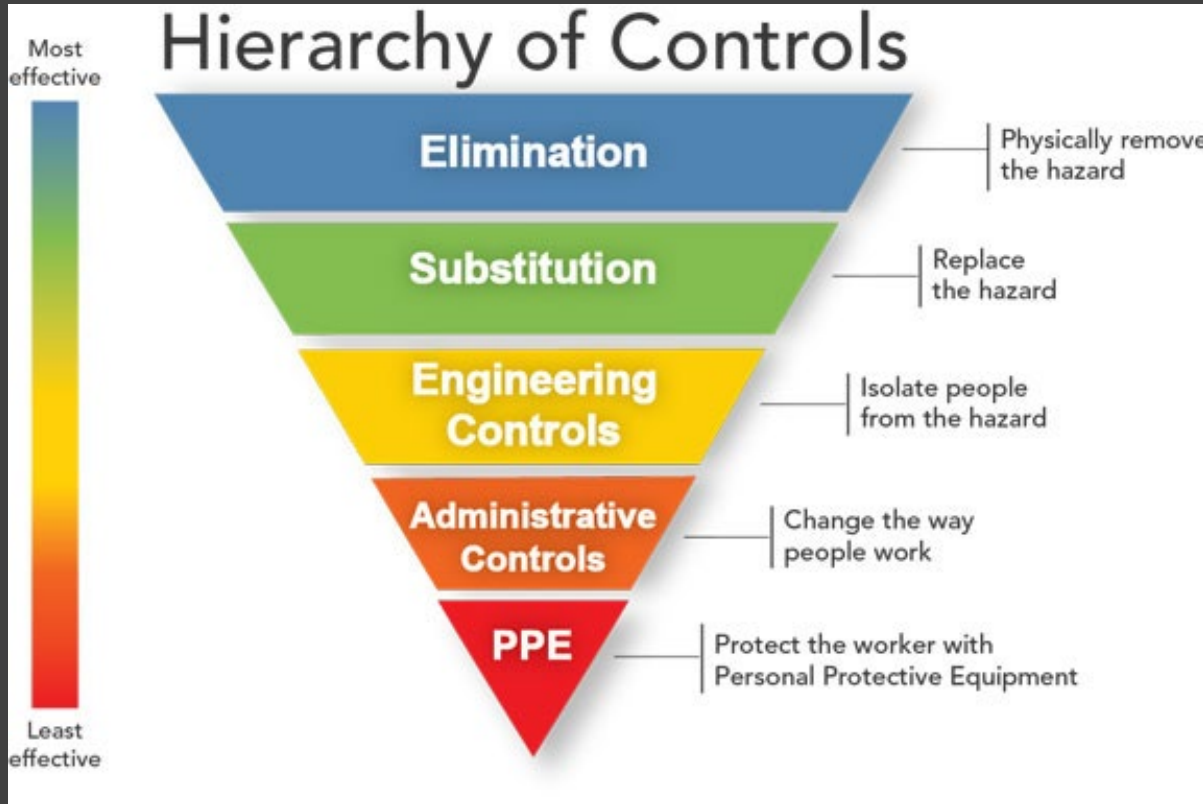 Hierarchy of Controls
Most
effective
Elimination
Physically remove
the hazard
Substitution
Replace
the hazard
Engineering
Controls
Isolate people
from the hazard
Administrative
Controls
Change the way
people work
PPE
Protect the worker with
Personal Protective Equipment
Least
effective